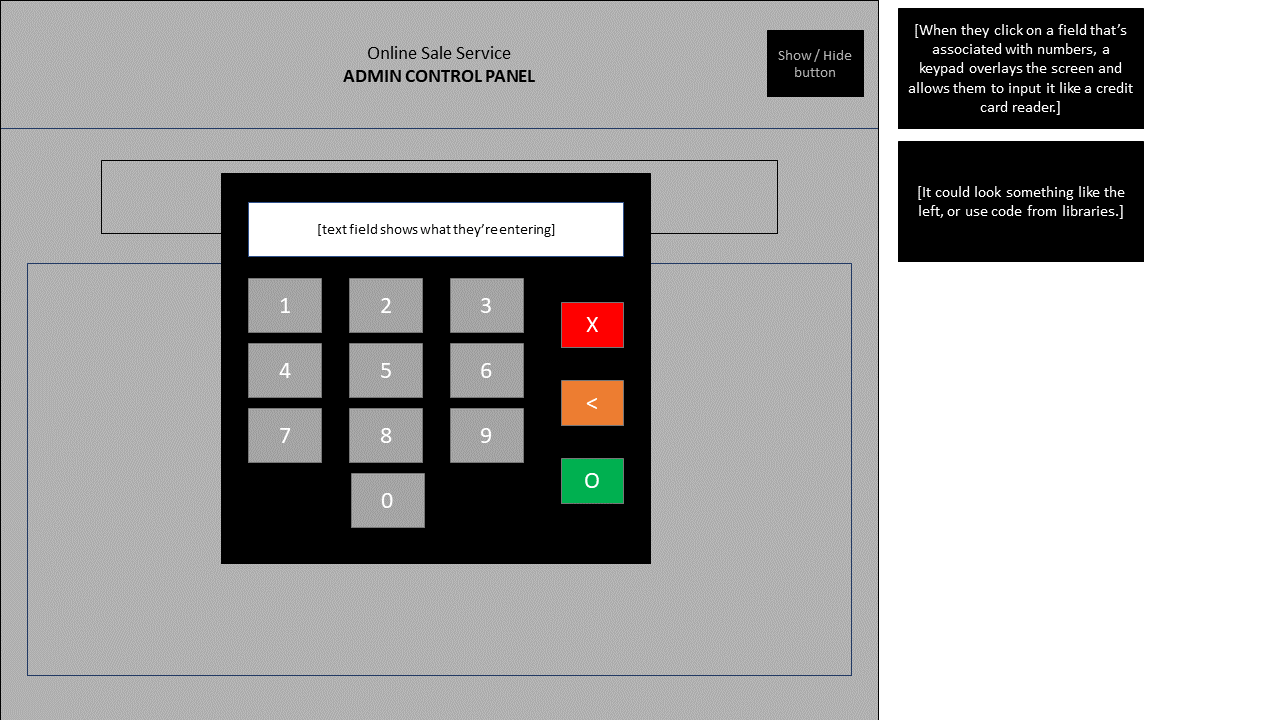 Online Sale Service
ADMIN CONTROL PANEL
Show / Hide
button
[When they click on a field that's
associated with numbers, a
keypad overlays the screen and
allows them to input it like a credit
card reader.]
[It could look something like the
left, or use code from libraries.]
[text field shows what they're entering]
1 2 3
X
4 5 6
<
7 8 9
O
0